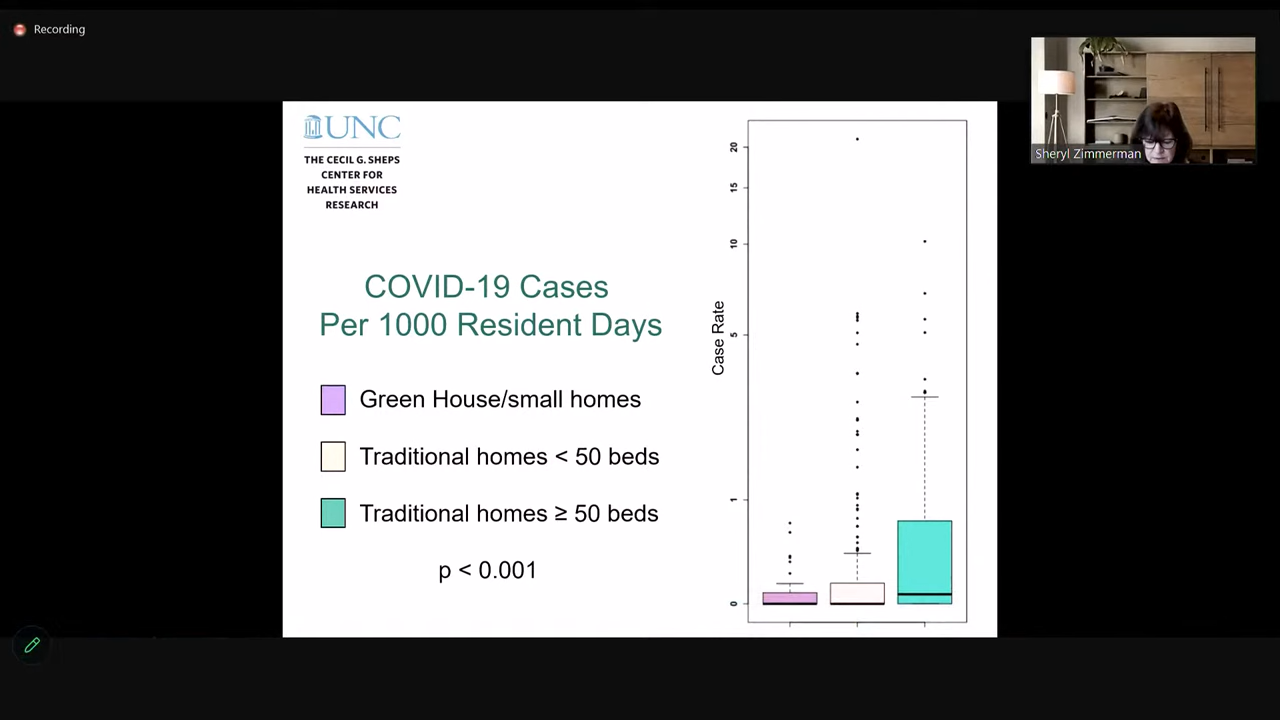 Recording
UNC
THE CECIL G. SHEPS
CENTER FOR
HEALTH SERVICES
RESEARCH
COVID-19 Cases
Per 1000 Resident Days
Green House/small homes
Traditional homes < 50 beds
Traditional homes ≥ 50 beds
p < 0.001
Case Rate
20
15
10
5
1
0
Sheryl Zimmerman